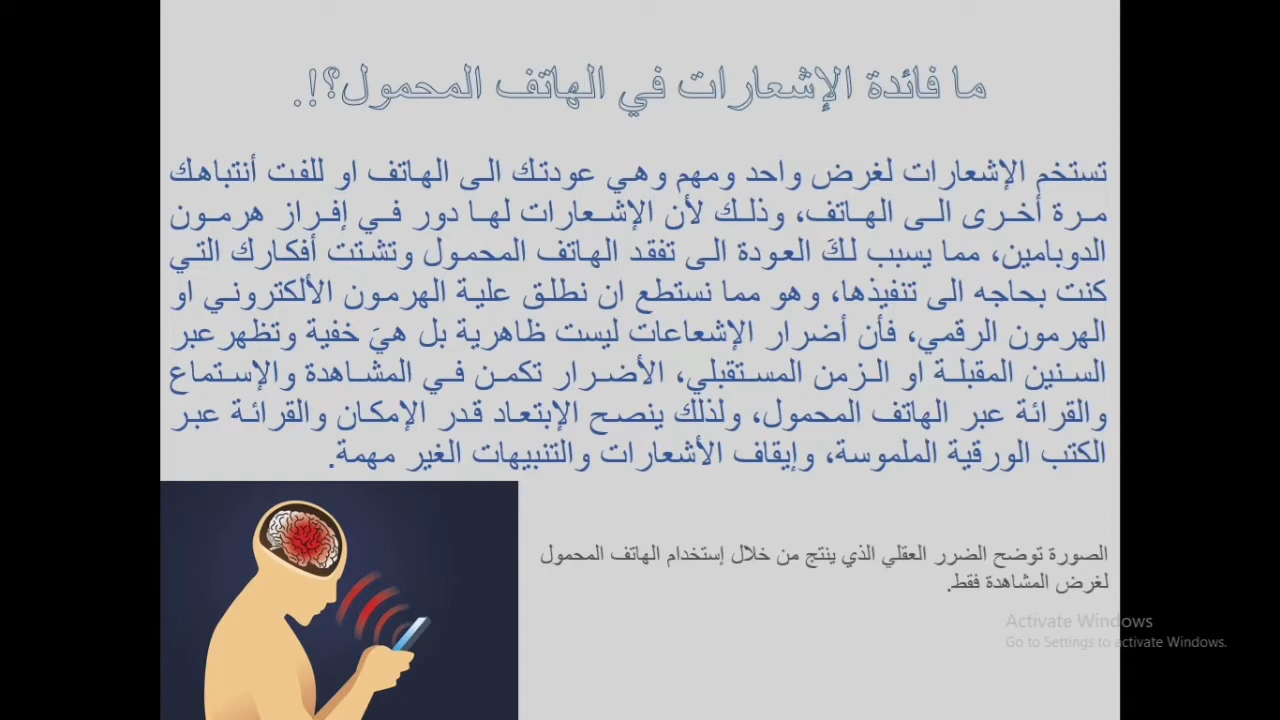 ما فائدة الإشعارات في الهاتف المحمول؟!.
تستخم الإشعارات لغرض واحد ومهم وهي عودتك الى الهاتف او للفت أنتباهك
مرة أخرى الى الهاتف، وذلك لأن الإشعارات لها دور في إفراز هرمون
الدوبامين، مما يسبب لكَ العودة الى تفقد الهاتف المحمول وتشتت أفكارك التي
كنت بحاجه الى تنفيذها، وهو مما نستطع ان نطلق علية الهرمون الألكتروني او
الهرمون الرقمي، فأن أضرار الإشعاعات ليست ظاهرية بل هيَ خفية وتظهرعبر
السنين المقبلة او الزمن المستقبلي، الأضرار تكمن في المشاهدة والإستماع
والقرائة عبر الهاتف المحمول، ولذلك ينصح الإبتعاد قدر الإمكان والقرائة عبر
الكتب الورقية الملموسة، وإيقاف الأشعارات والتنبيهات الغير مهمة.
الصورة توضح الضرر العقلي الذي ينتج من خلال إستخدام الهاتف المحمول
لغرض المشاهدة فقط.
Activate Windows
Go to Settings to activate Windows.